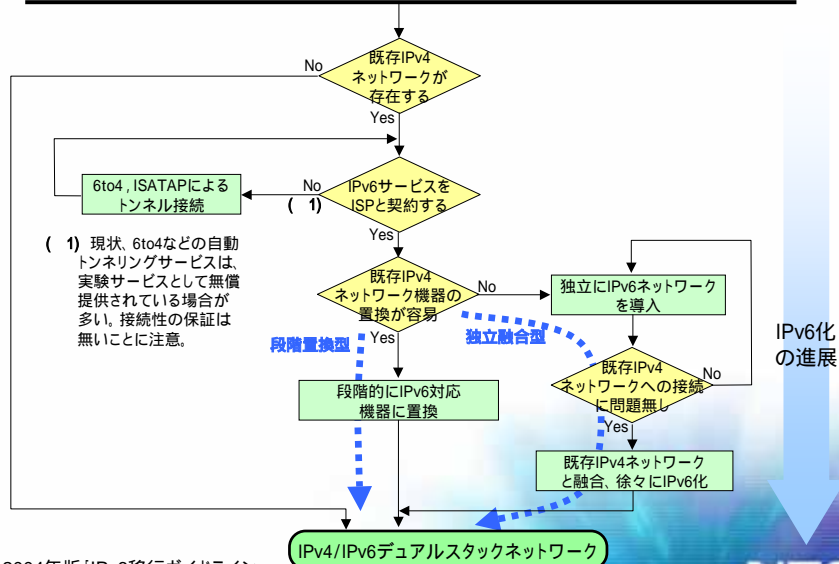 既存IPv4
ネットワークが
存在する
No
Yes
6to4 , ISATAPによる
トンネル接続
No
( 1)
IPv6サービスを
ISPと契約する
Yes
( 1) 現状、6to4などの自動
トンネリングサービスは、
実験サービスとして無償
提供されている場合が
多い。接続性の保証は
無いことに注意。
既存IPv4
ネットワーク機器の
置換が容易
No
独立にIPv6ネットワーク
を導入
段階置換型
Yes
独立融合型
IPv6化
の進展
段階的にIPv6対応
機器に置換
既存IPv4
ネットワークへの接続
に問題無し
No
Yes
既存IPv4ネットワーク
と融合、徐々にIPv6化
IPv4/IPv6デュアルスタックネットワーク